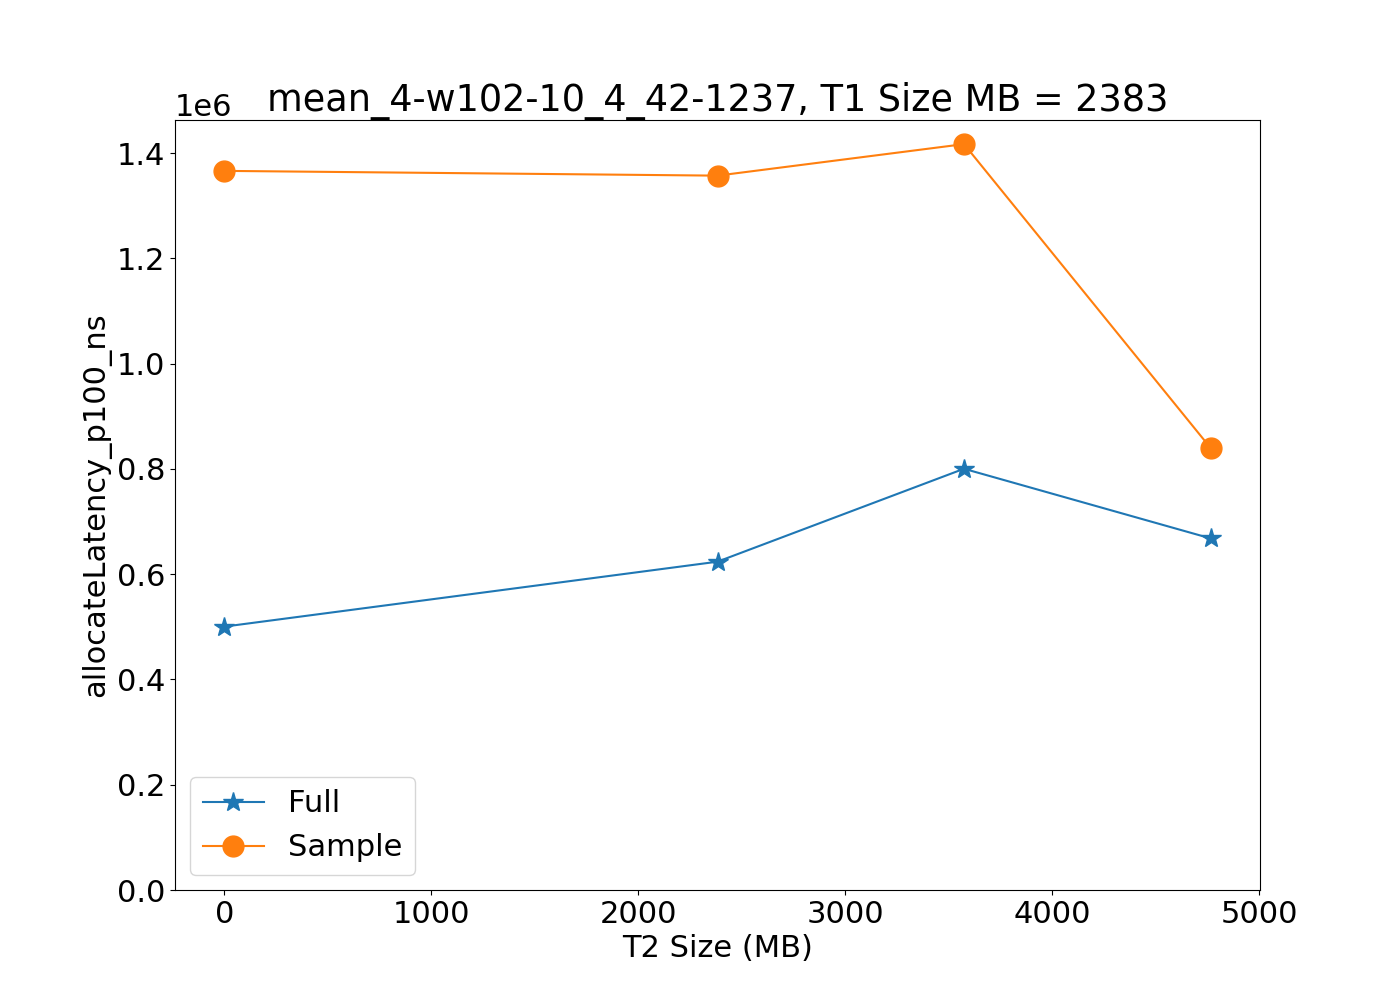 mean_4-w102-10_4_42-1237, T1 Size MB = 2383
1e6
1.4
1.2
1.0
0.8
0.6
0.4
0.2
0.0
allocateLatency_p100_ns
Full
Sample
0 1000 2000 3000 4000 5000
T2 Size (MB)